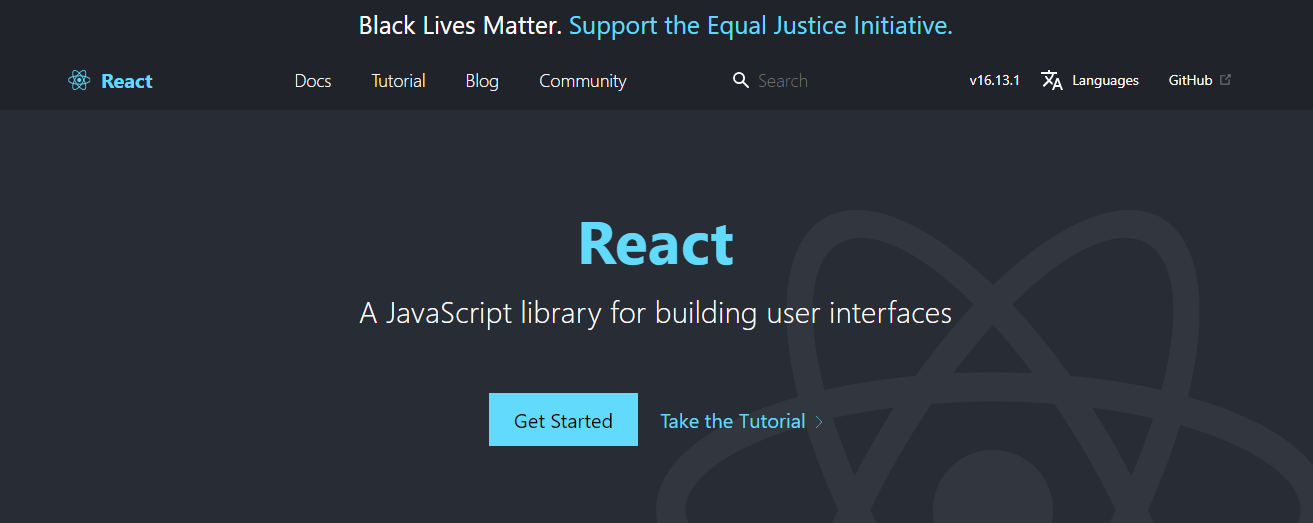 Black Lives Matter. Support the Equal Justice Initiative.
React Docs Tutorial Blog Community Search v16.13.1 Languages GitHub
React
A JavaScript library for building user interfaces
Get Started Take the Tutorial